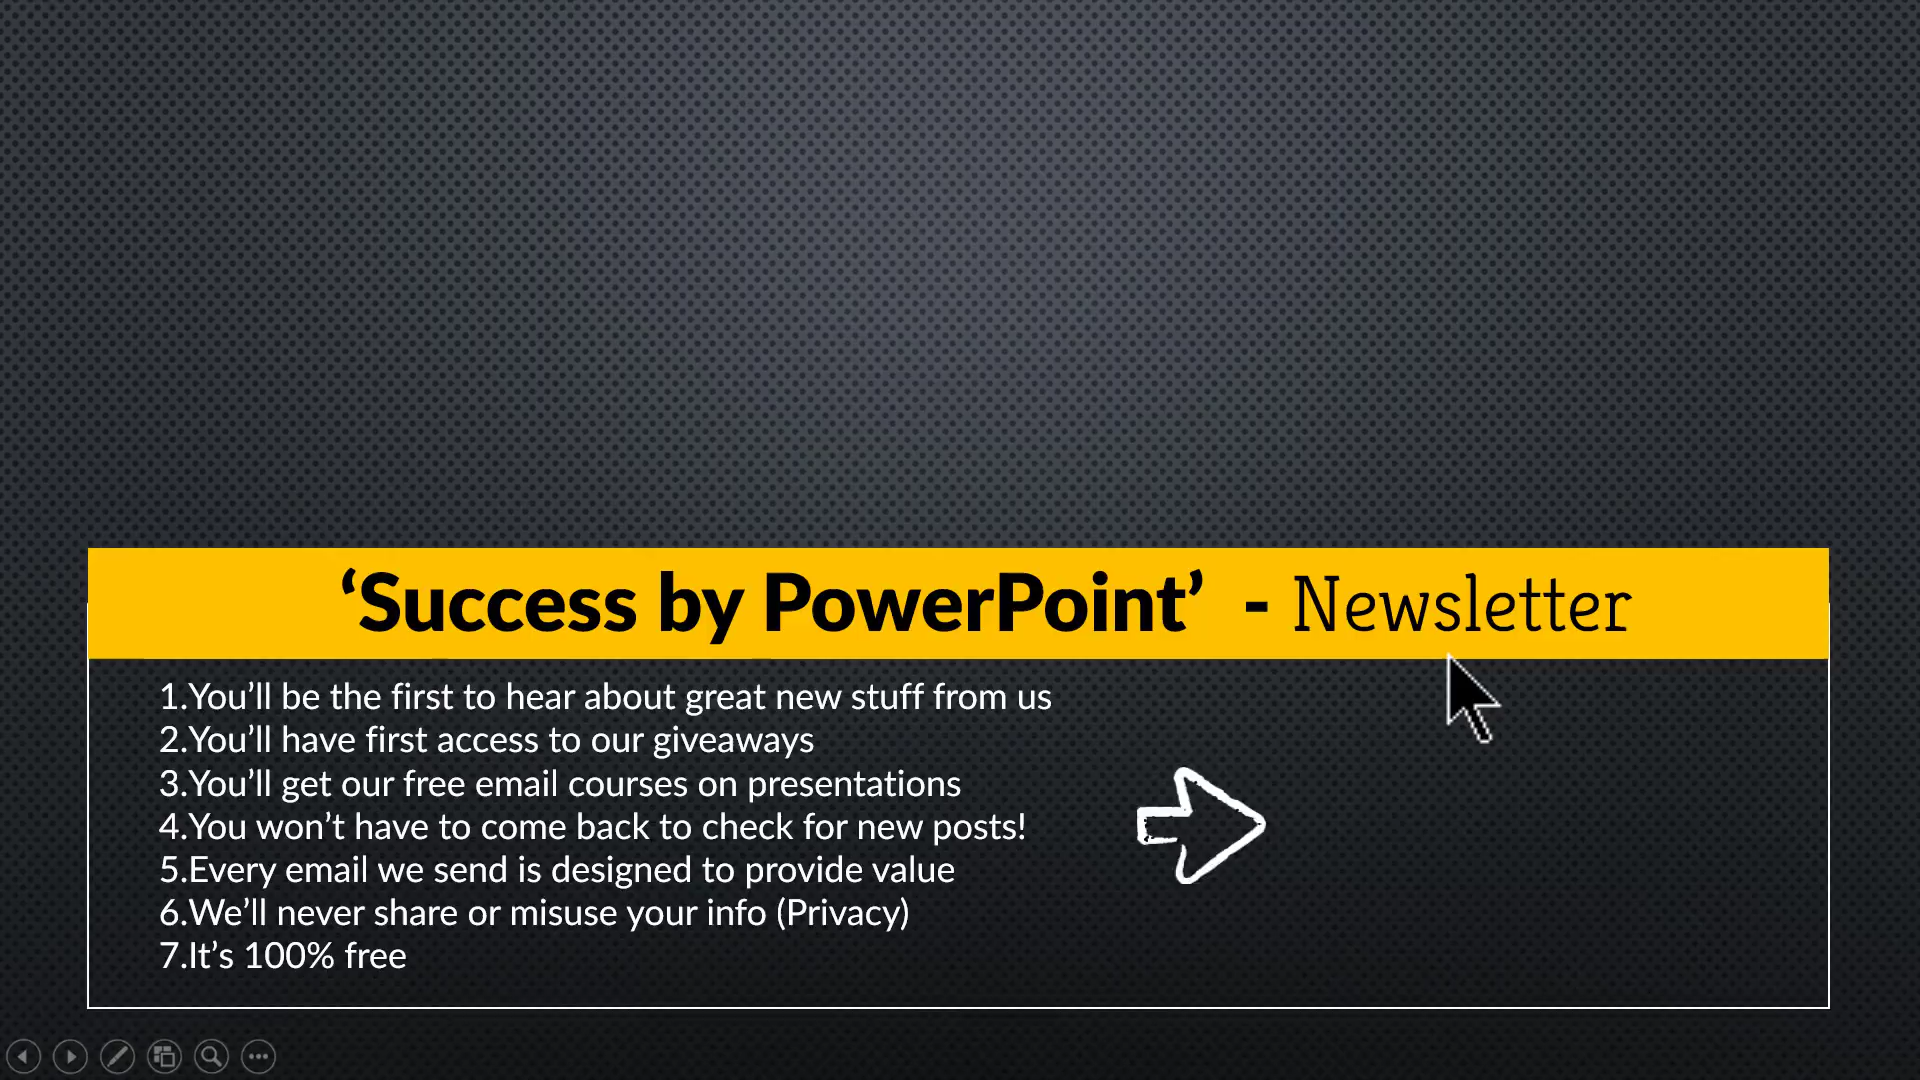 ‘Success by PowerPoint’ - Newsletter
1.You’ll be the first to hear about great new stuff from us
2.You’ll have first access to our giveaways
3.You’ll get our free email courses on presentations
4.You won’t have to come back to check for new posts!
5.Every email we send is designed to provide value
6.We’ll never share or misuse your info (Privacy)
7.It’s 100% free